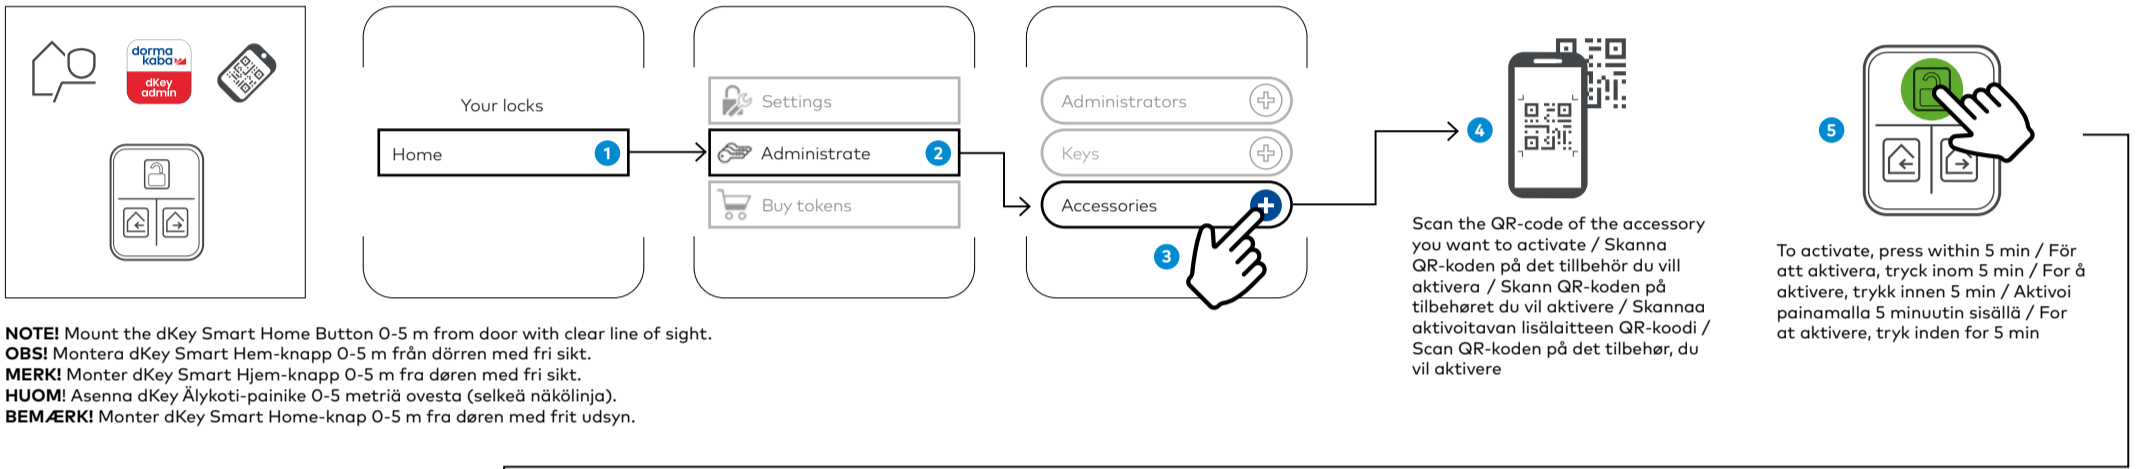 dorma
kaba
dKey
admin
Your locks
Home
1
Settings
Administrate
2
Buy tokens
Administrators
Keys
Accessories
3
4
Scan the QR-code of the accessory
you want to activate / Skanna
QR-koden på det tillbehör du vill
aktivera / Skann QR-koden på
tilbehøret du vil aktivere / Skannaa
aktivoitavan lisälaitteen QR-koodi /
Scan QR-koden på det tilbehør, du
vil aktivere
5
To activate, press within 5 min / För
att aktivera, tryck inom 5 min / For å
aktivere, trykk innen 5 min / Aktivoi
painamalla 5 minuutin sisällä / For
at aktivere, tryk inden for 5 min
NOTE! Mount the dKey Smart Home Button 0-5 m from door with clear line of sight.
OBS! Montera dKey Smart Hem-knapp 0-5 m från dörren med fri sikt.
MERK! Monter dKey Smart Hjem-knapp 0-5 m fra døren med fri sikt.
HUOM! Asenna dKey Älykoti-painike 0-5 metriä ovesta (selkeä näkölinja).
BEMÆRK! Monter dKey Smart Home-knap 0-5 m fra døren med frit udsyn.